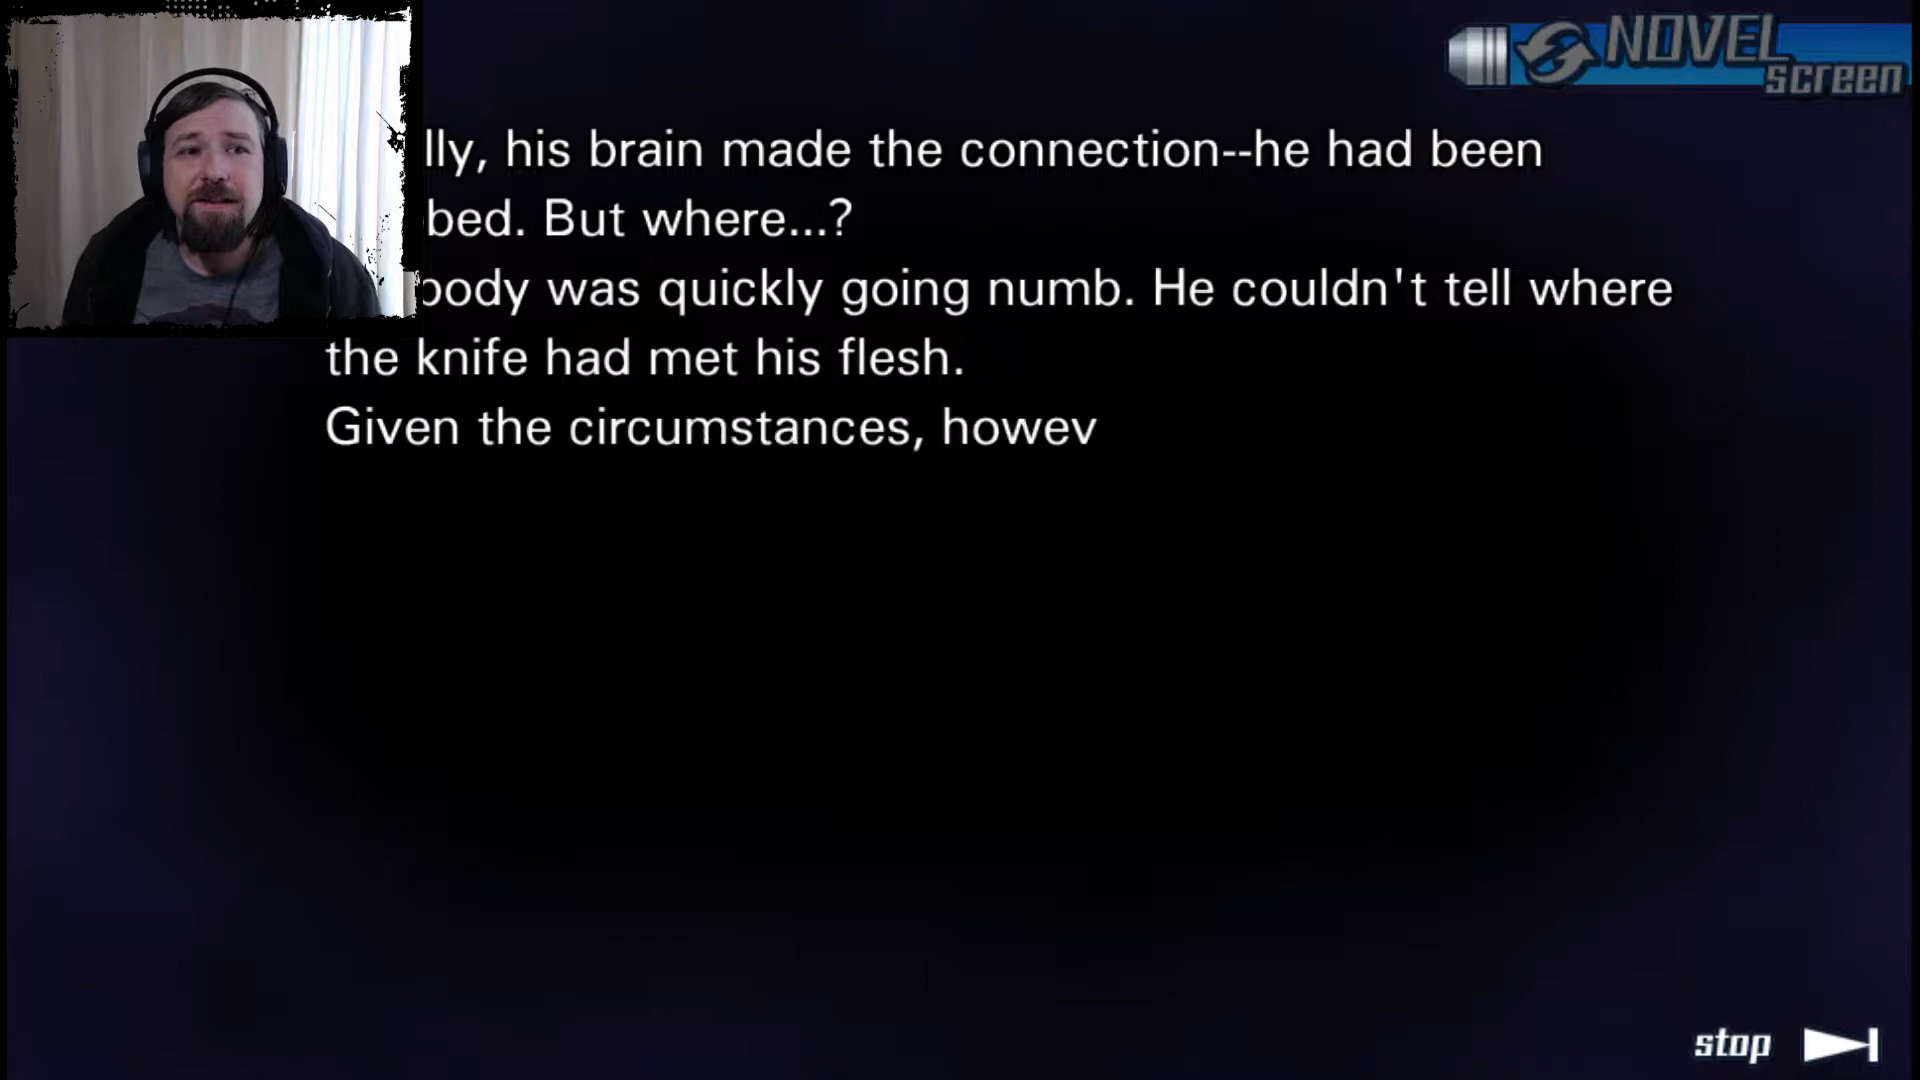 NOVEL
screen
lly, his brain made the connection--he had been
bed. But where...?
body was quickly going numb. He couldn't tell where
the knife had met his flesh.
Given the circumstances, howev
stop